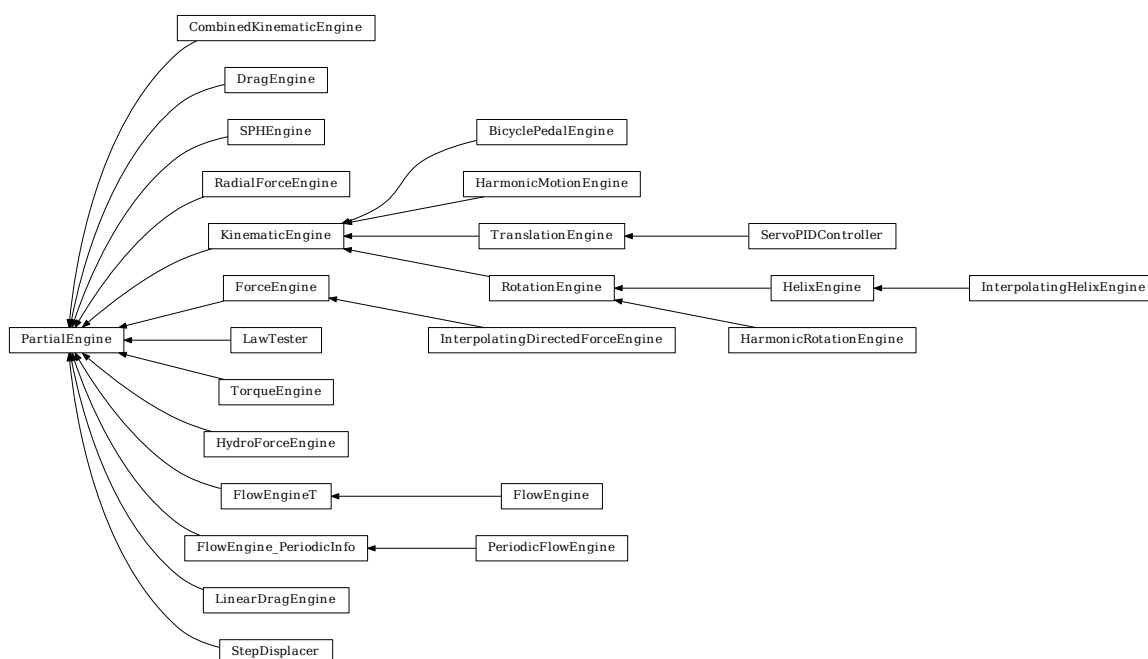 CombinedKinematicEngine
DragEngine
SPHEngine
BicyclePedalEngine
RadialForceEngine
HarmonicMotionEngine
KinematicEngine
TranslationEngine
ServoPIDController
ForceEngine
RotationEngine
HelixEngine
InterpolatingHelixEngine
PartialEngine
LawTester
InterpolatingDirectedForceEngine
HarmonicRotationEngine
TorqueEngine
HydroForceEngine
FlowEngineT
FlowEngine
FlowEngine_PeriodicInfo
PeriodicFlowEngine
LinearDragEngine
StepDisplacer